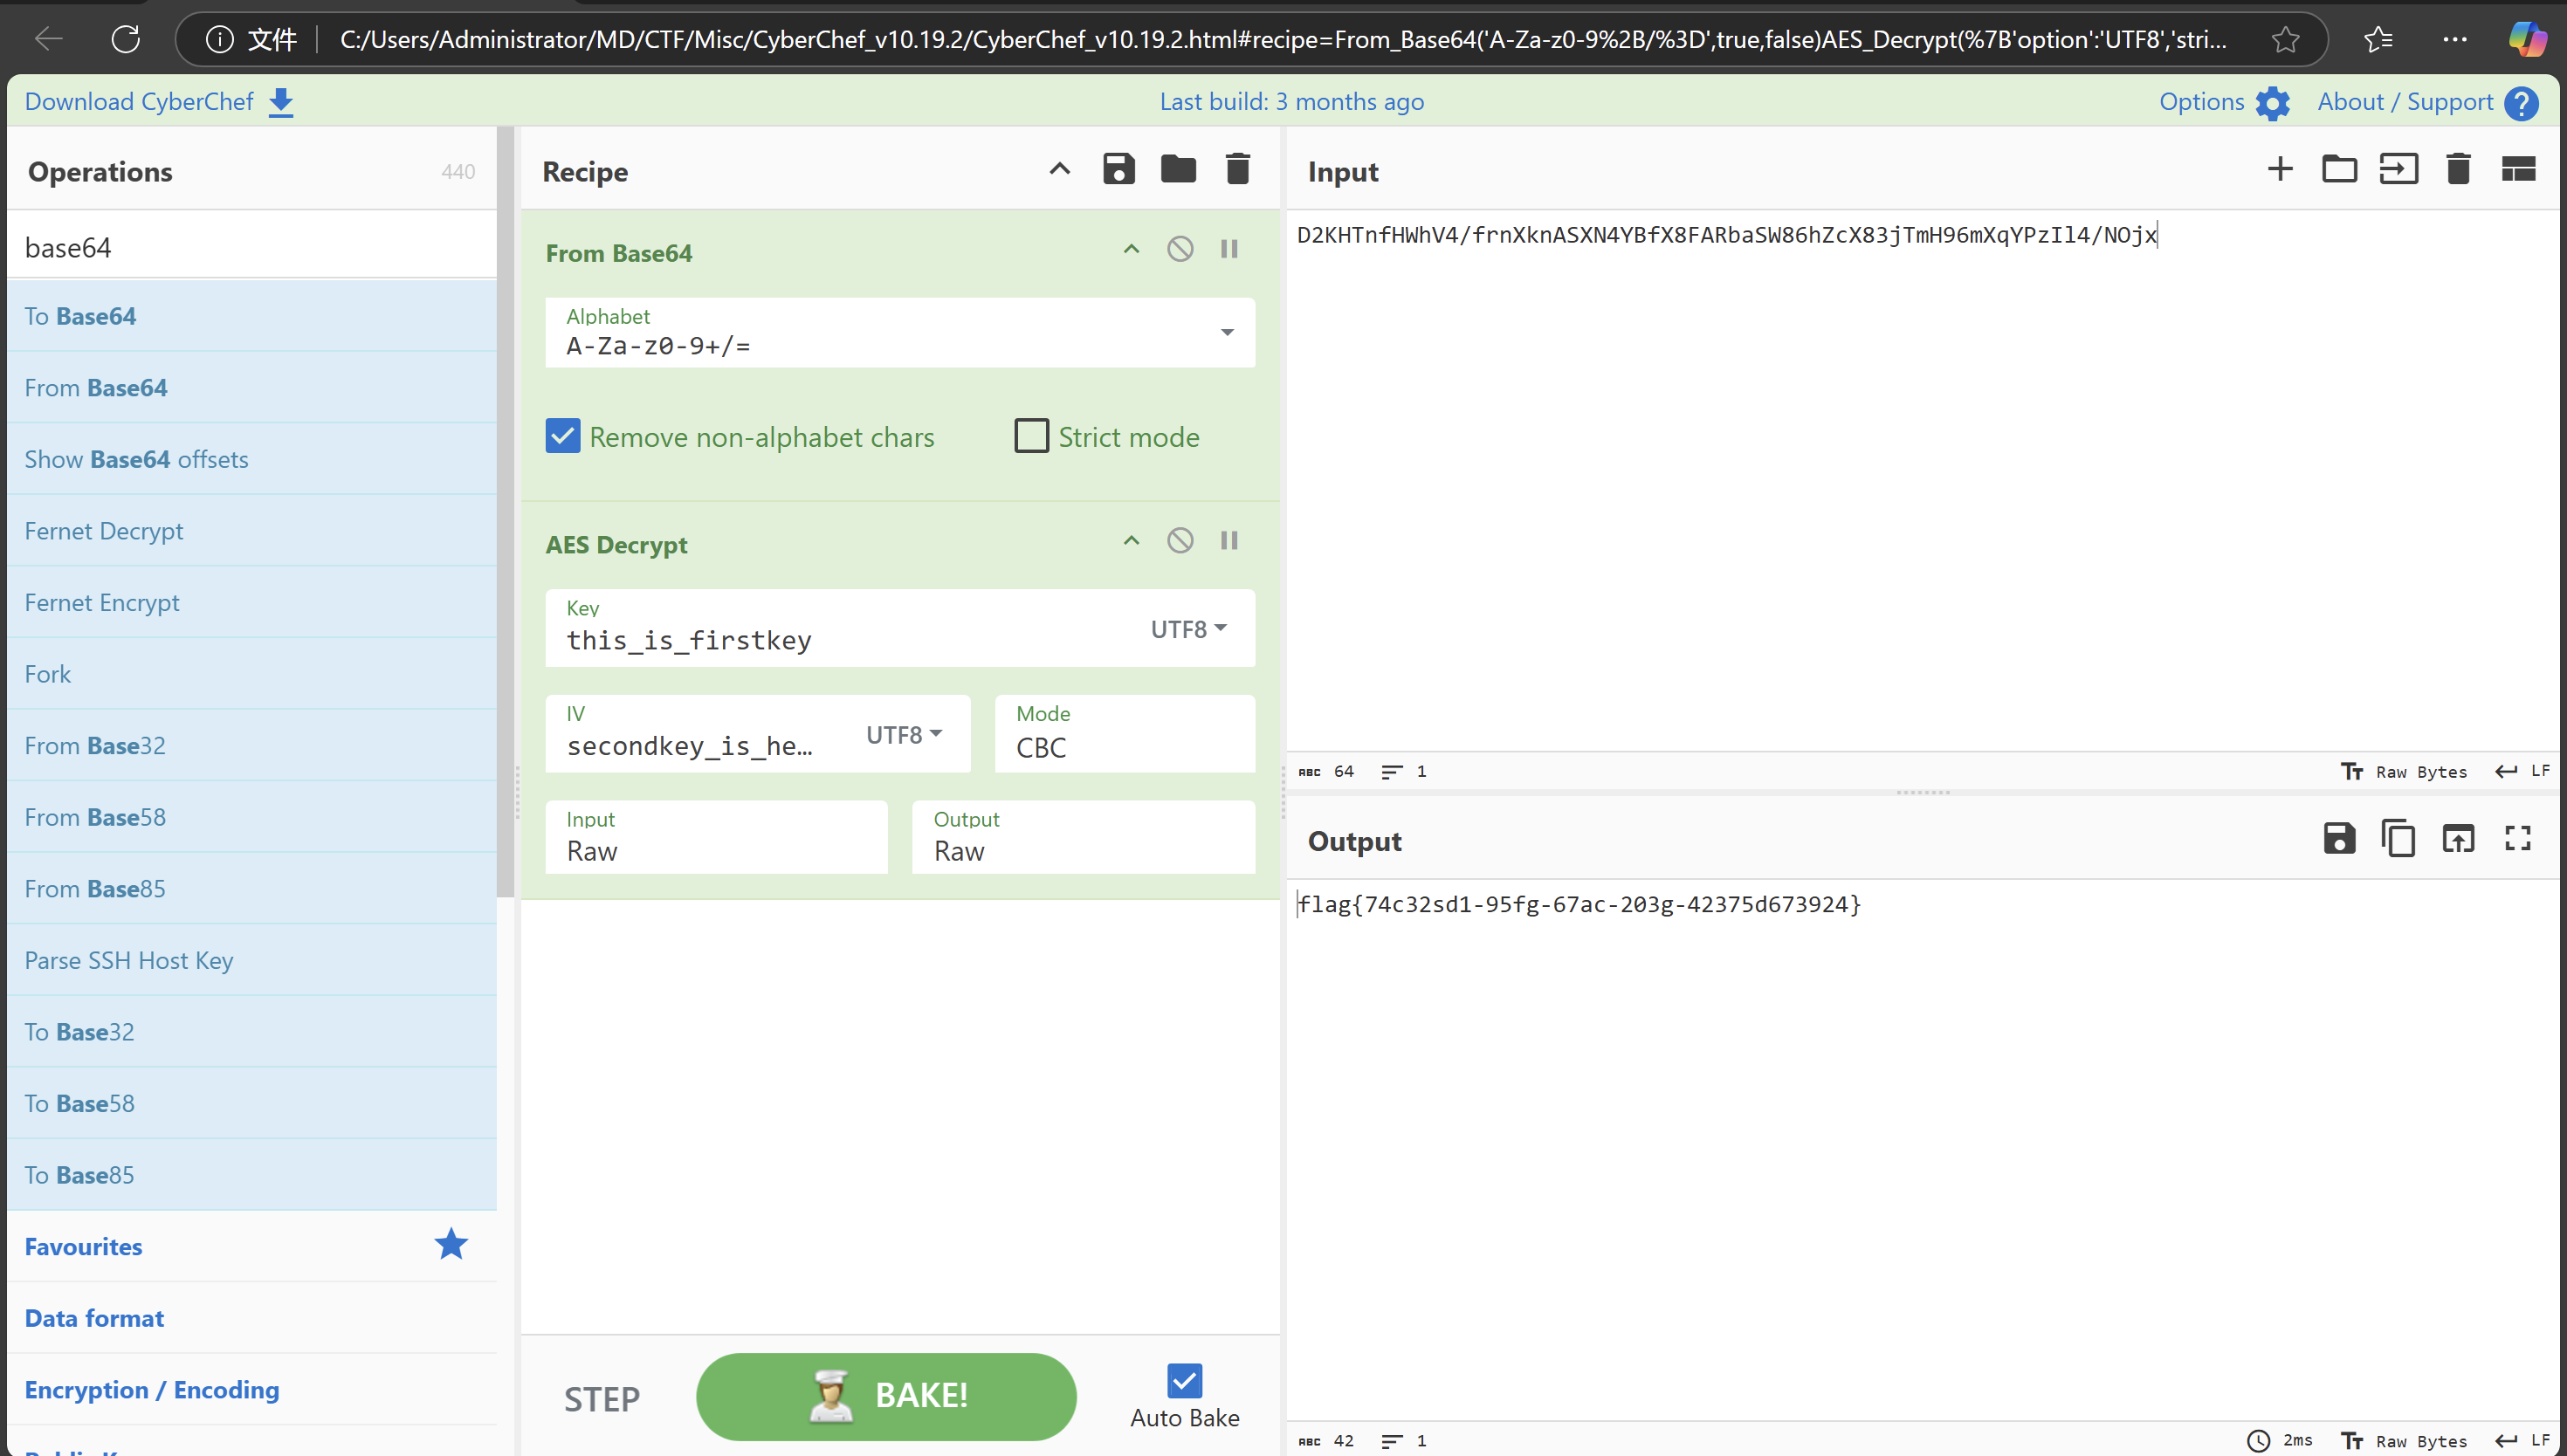 文件
C:/Users/Administrator/MD/CTF/Misc/CyberChef_v10.19.2/CyberChef_v10.19.2.html#recipe=From_Base64('A-Za-z0-9%2B/%3D',true,false)AES_Decrypt(%7B'option':'UTF8','stri...
Download CyberChef
Last build: 3 months ago
Options
About / Support
Operations
440
base64
To Base64
From Base64
Show Base64 offsets
Fernet Decrypt
Fernet Encrypt
Fork
From Base32
From Base58
From Base85
Parse SSH Host Key
To Base32
To Base58
To Base85
Favourites
Data format
Encryption / Encoding
Recipe
From Base64
Alphabet
A-Za-z0-9+/=
Remove non-alphabet chars
Strict mode
AES Decrypt
Key
this_is_firstkey
UTF8
IV
secondkey_is_he...
UTF8
Mode
CBC
Input
Raw
Output
Raw
STEP
BAKE!
Auto Bake
Input
D2KHTnfHWhV4/frnXknASXN4YBfX8FARbaSW86hZcX83jTmH96mXqYPzIl4/NOjx
ABC 64
1
Tт Raw Bytes
LF
Output
flag{74c32sd1-95fg-67ac-203g-42375d673924}
ABC 42
1
2ms
Tт Raw Bytes
LF